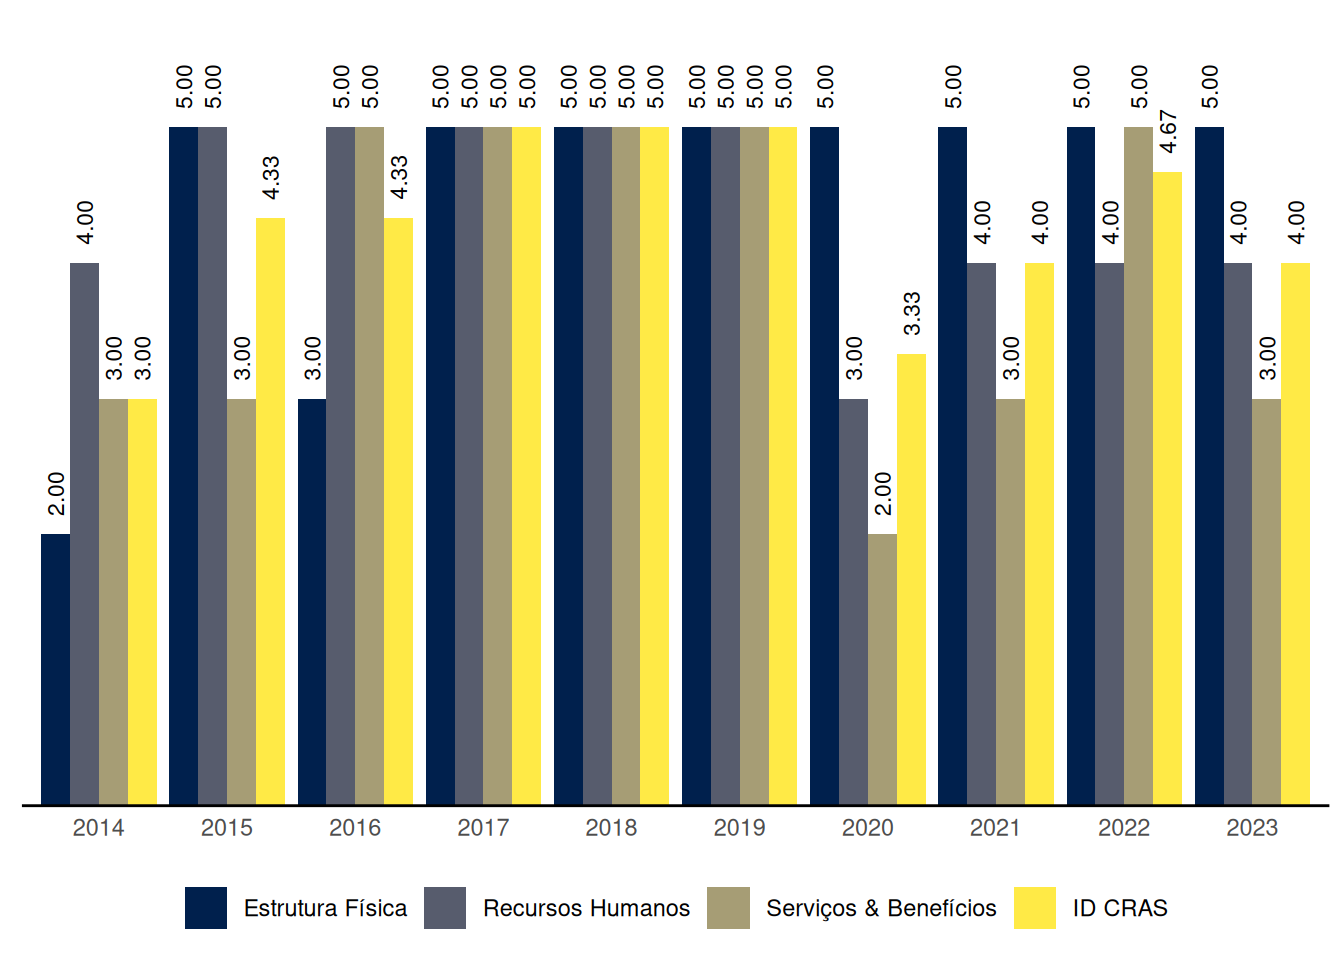 5.00 5.00 5.00 5.00 5.00 5.00 5.00 5.00 5.00 5.00 5.00 5.00 5.00 5.00 5.00 5.00 5.00 5.00 5.00 5.00
4.67
4.33 4.33
4.00 4.00 4.00 4.00 4.00 4.00
3.33
3.00 3.00 3.00 3.00 3.00 3.00 3.00
2.00 2.00
2014 2015 2016 2017 2018 2019 2020 2021 2022 2023
Estrutura Física Recursos Humanos Serviços & Benefícios ID CRAS